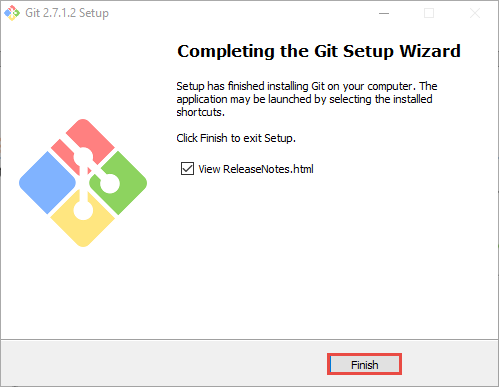 Git 2.7.1.2 Setup
Completing the Git Setup Wizard
Setup has finished installing Git on your computer. The
application may be launched by selecting the installed
shortcuts.
Click Finish to exit Setup.
View ReleaseNotes.html
Finish